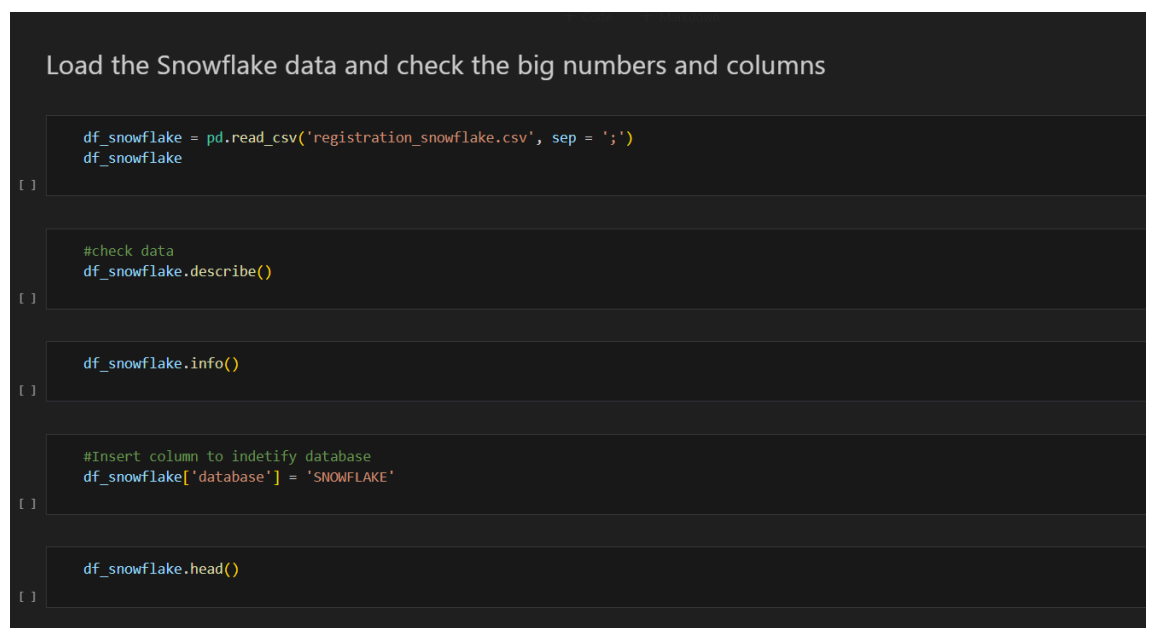 Load the Snowflake data and check the big numbers and columns
df_snowflake = pd.read_csv('registration_snowflake.csv', sep = ';')
df_snowflake
[ ]
#check data
df_snowflake.describe()
[ ]
df_snowflake.info()
[ ]
#Insert column to indetify database
df_snowflake['database'] = 'SNOWFLAKE'
[ ]
df_snowflake.head()
[ ]